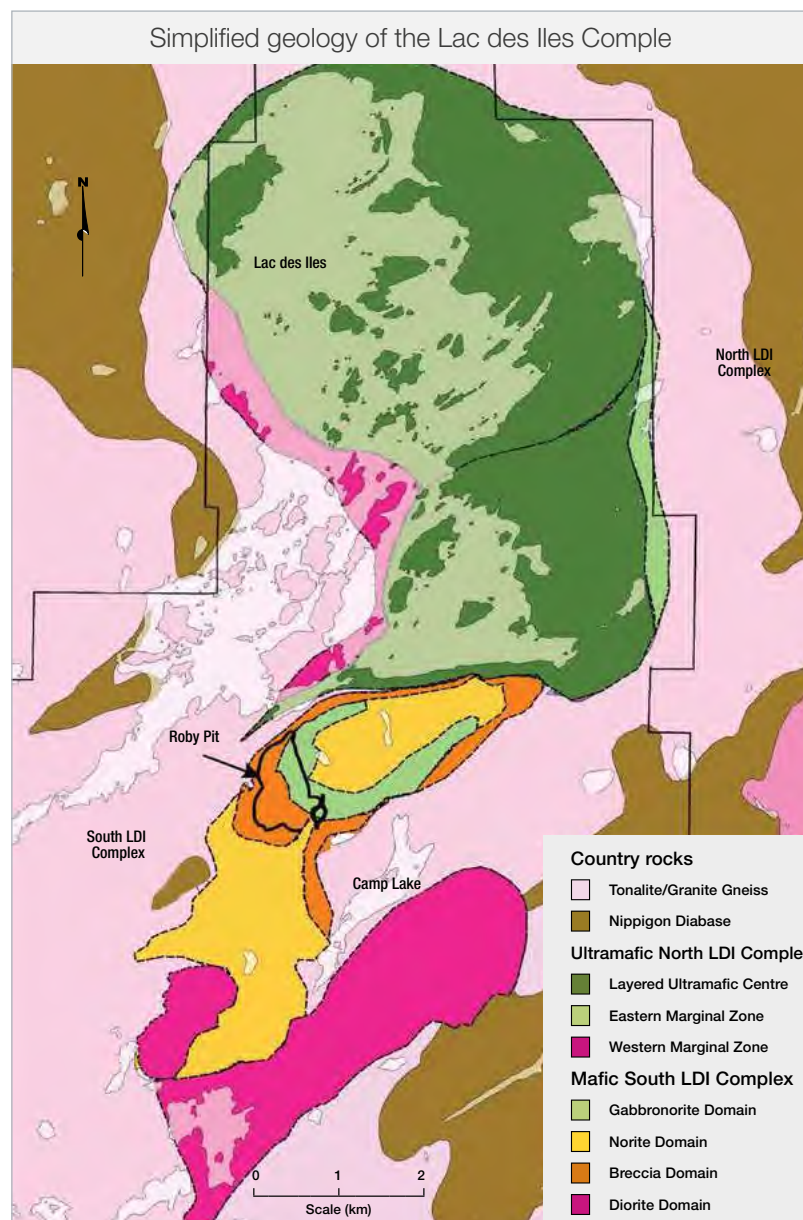 Simplified geology of the Lac des Iles Comple
N
Lac des Iles
North LDI
Complex
Roby Pit
South LDI
Complex
Camp Lake
Country rocks
Tonalite/Granite Gneiss
Nippigon Diabase
Ultramafic North LDI Comple
Layered Ultramafic Centre
Eastern Marginal Zone
Western Marginal Zone
Mafic South LDI Complex
Gabbronorite Domain
Norite Domain
Breccia Domain
Diorite Domain
0 1 2
Scale (km)